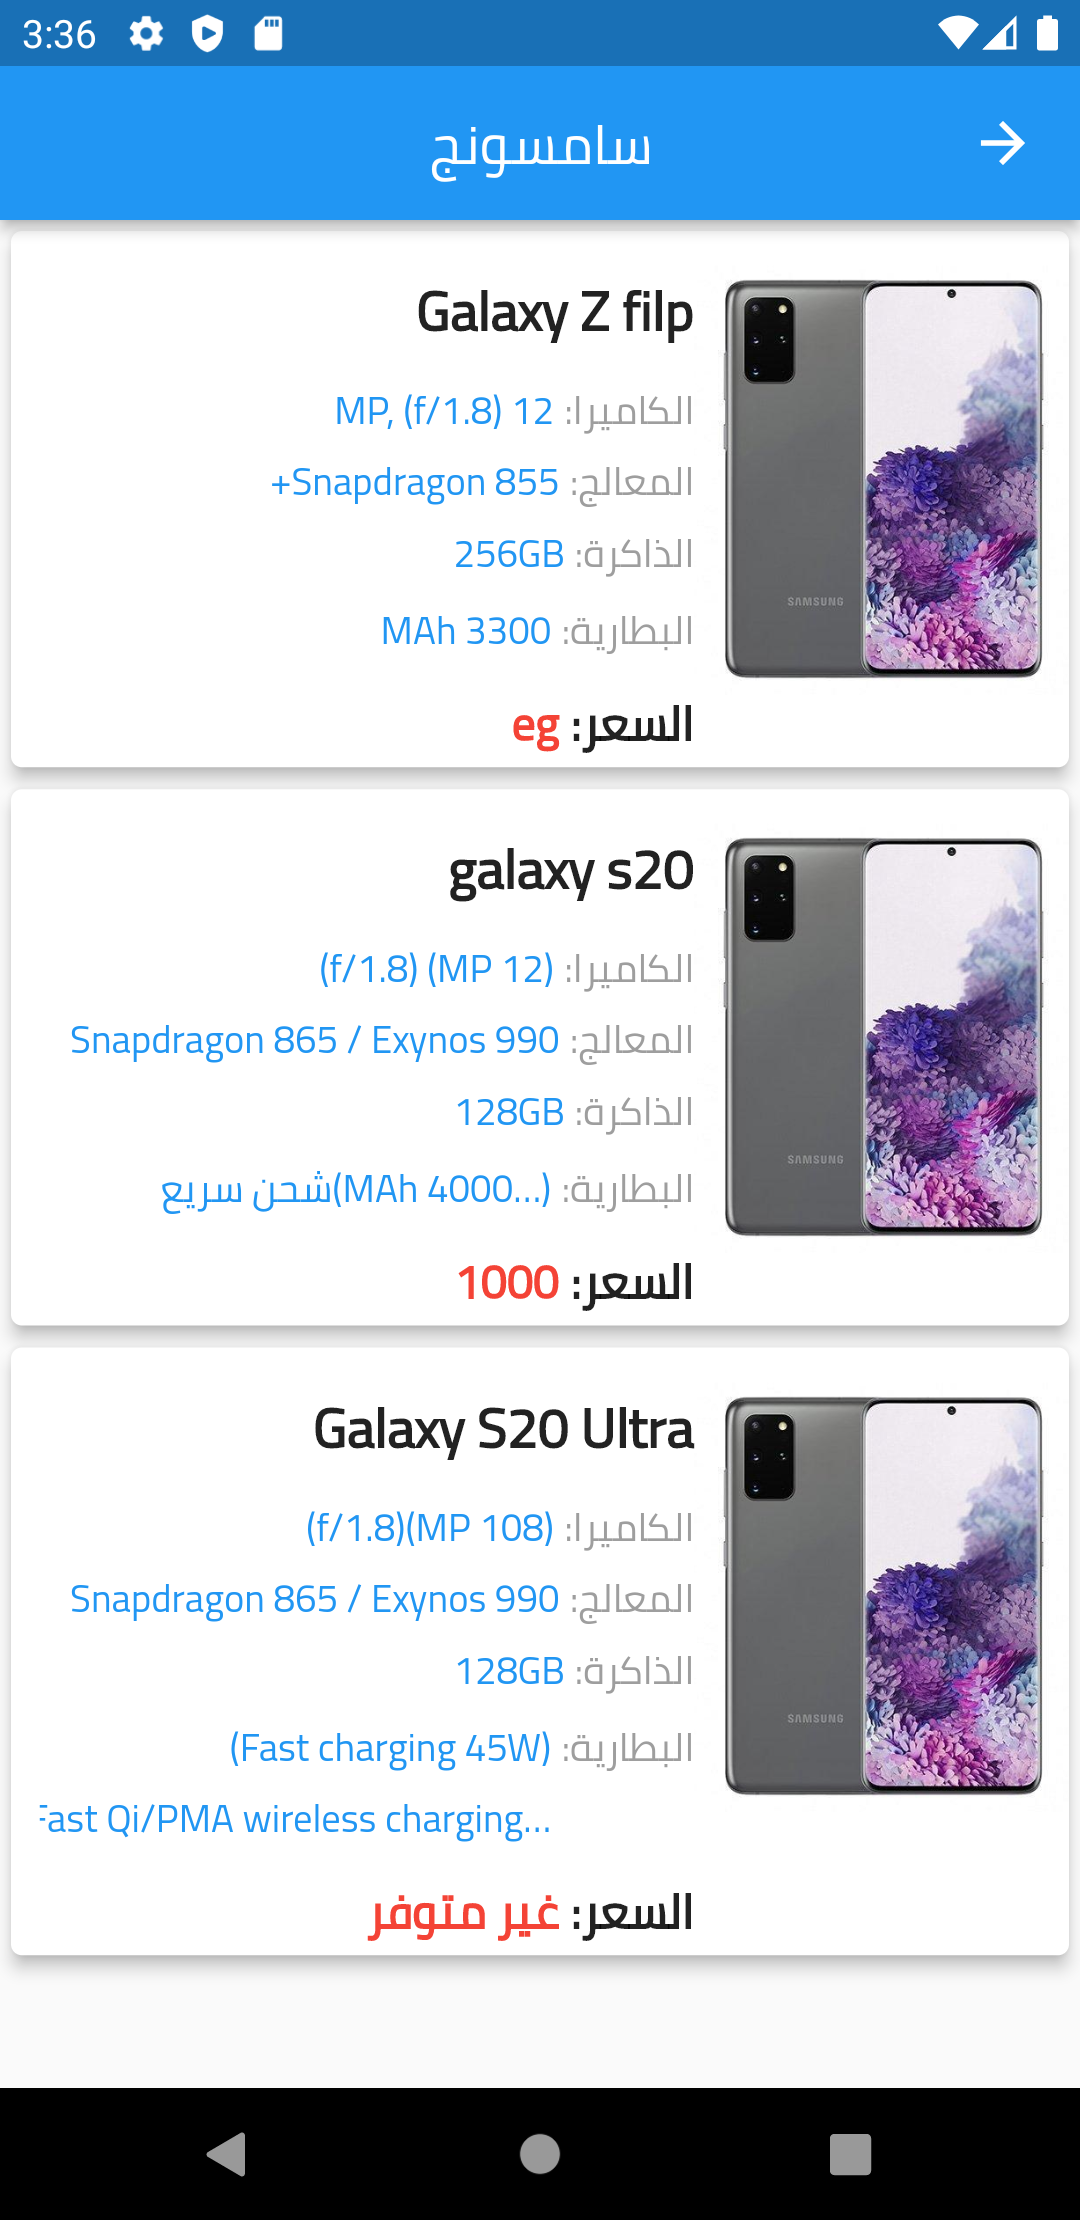 3:36
سامسونج
Galaxy Z filp
الكاميرا: 12 MP, (f/1.8)
المعالج: Snapdragon 855+
الذاكرة: 256GB
البطارية: 3300 MAh
السعر: eg
SAMSUNG
galaxy s20
الكاميرا: (12 MP) (f/1.8)
المعالج: Snapdragon 865 / Exynos 990
الذاكرة: 128GB
البطارية: (...4000 MAh)شحن سريع
السعر: 1000
SAMSUNG
Galaxy S20 Ultra
الكاميرا: (108 MP)(f/1.8)
المعالج: Snapdragon 865 / Exynos 990
الذاكرة: 128GB
البطارية: (Fast charging 45W)
Fast Qi/PMA wireless charging...
السعر: غير متوفر
SAMSUNG